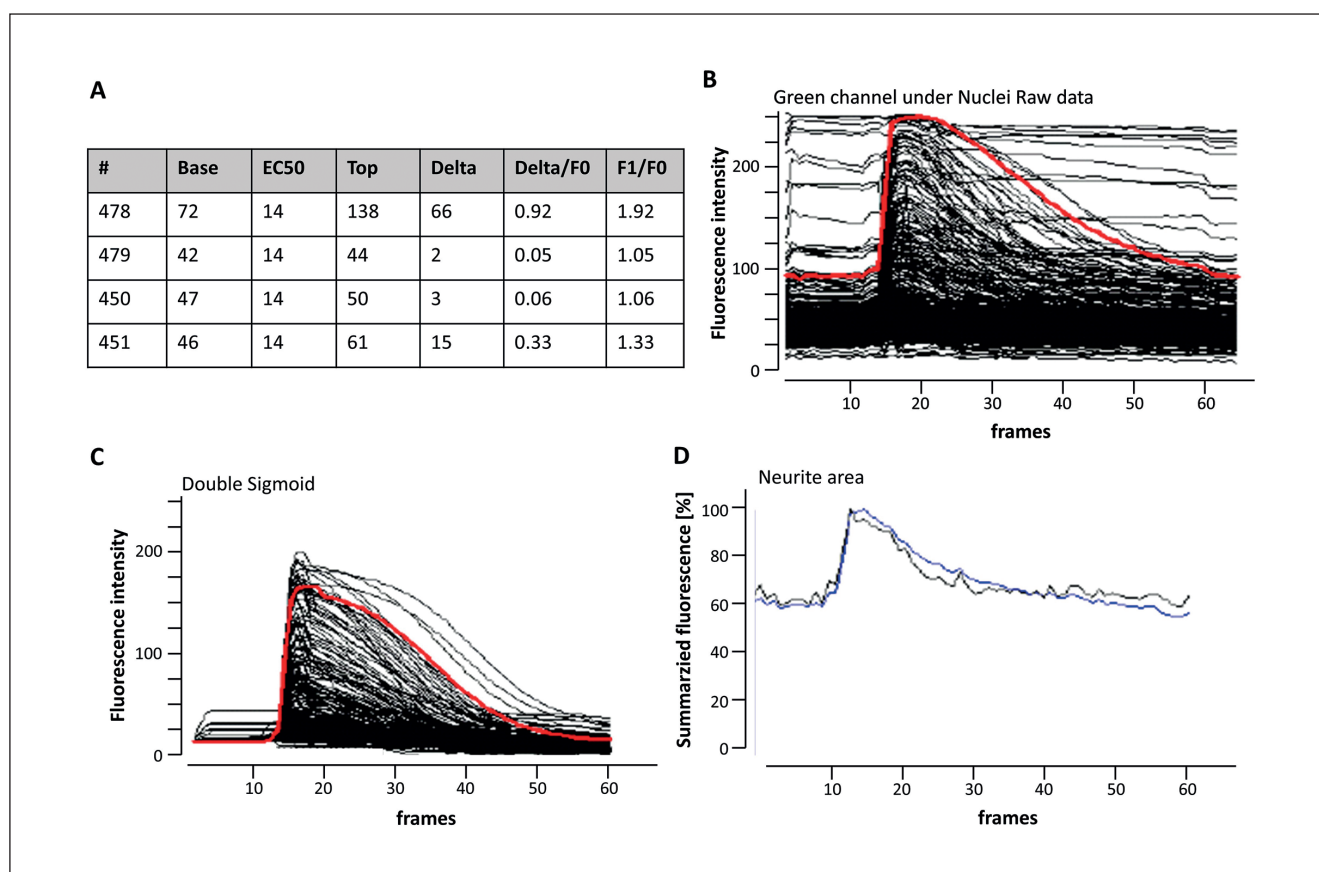 A
# Base EC50 Top Delta Delta/F0 F1/F0
478 72 14 138 66 0.92 1.92
479 42 14 44 2 0.05 1.05
450 47 14 50 3 0.06 1.06
451 46 14 61 15 0.33 1.33
B
Green channel under Nuclei Raw data
Fluorescence intensity
200
100
0
10 20 30 40 50 60
frames
C
Double Sigmoid
Fluorescence intensity
200
100
0
10 20 30 40 50 60
frames
D
Neurite area
Summarzied fluorescence [%]
100
80
60
40
20
0
10 20 30 40 50 60
frames